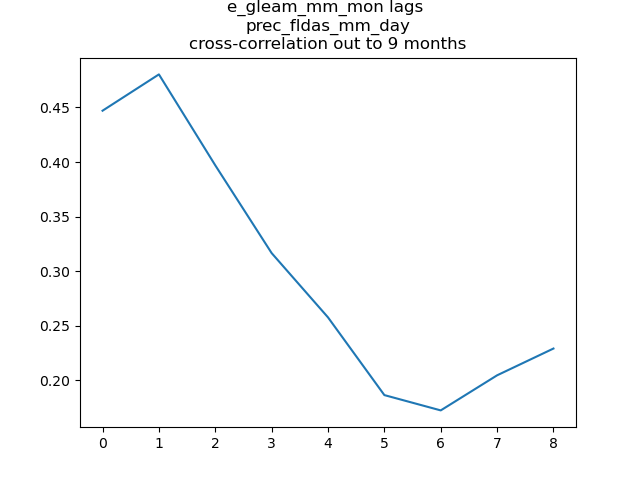 e_gleam_mm_mon lags
prec_fldas_mm_day
cross-correlation out to 9 months
0.45
0.40
0.35
0.30
0.25
0.20
0 1 2 3 4 5 6 7 8